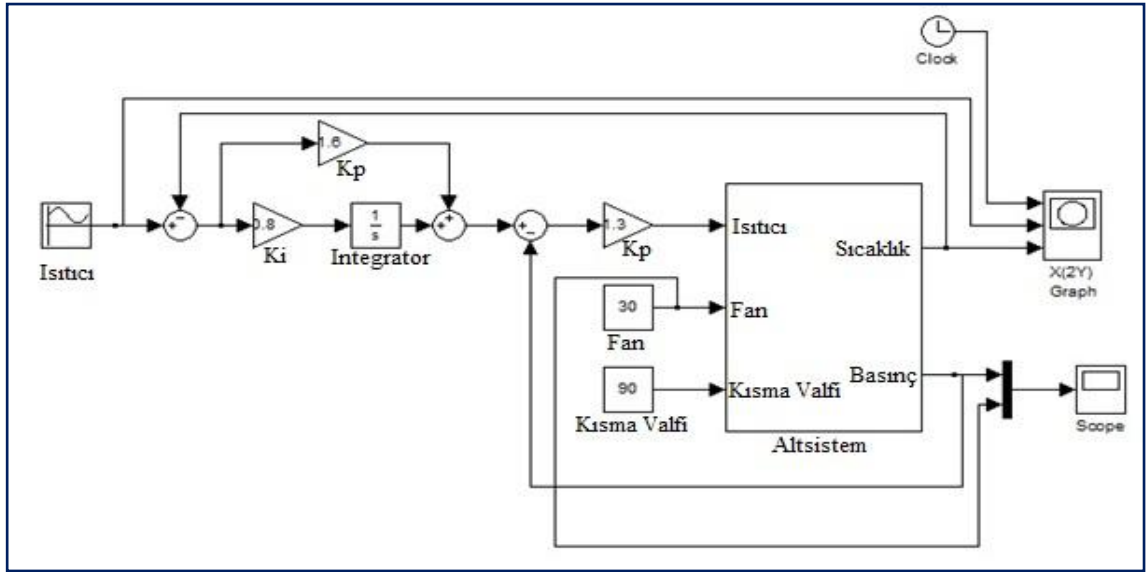 Clock
1.6
Kp
0.8
Ki
1
s
Integrator
1.3
Kp
Isıtıcı
Isıtıcı
Sıcaklık
X(2Y)
Graph
30
Fan
Fan
Basınç
90
Kısma Valfi
Kısma Valfi
Altsistem
Scope